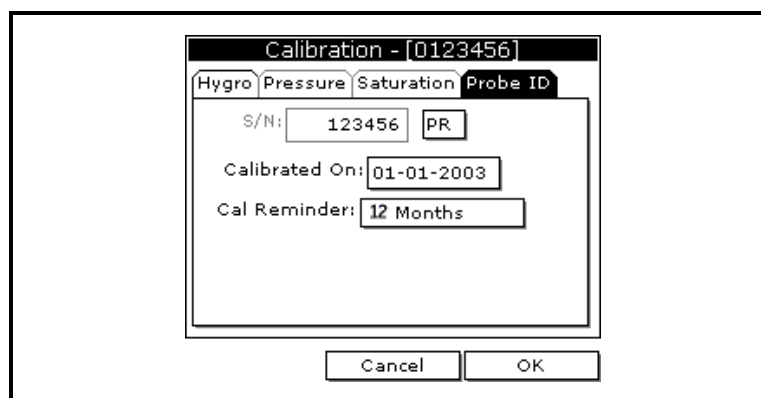 Calibration - [0123456]
Hygro Pressure Saturation Probe ID
S/N: 123456 PR
Calibrated On: 01-01-2003
Cal Reminder: 12 Months
Cancel OK